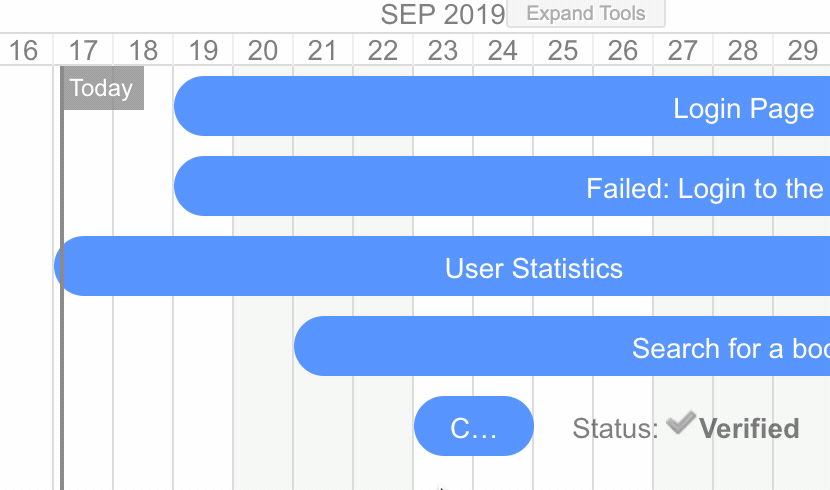 SEP 2019 Expand Tools
16 17 18 19 20 21 22 23 24 25 26 27 28 29
Today
Login Page
Failed: Login to the
User Statistics
Search for a
C...
Status: Verified